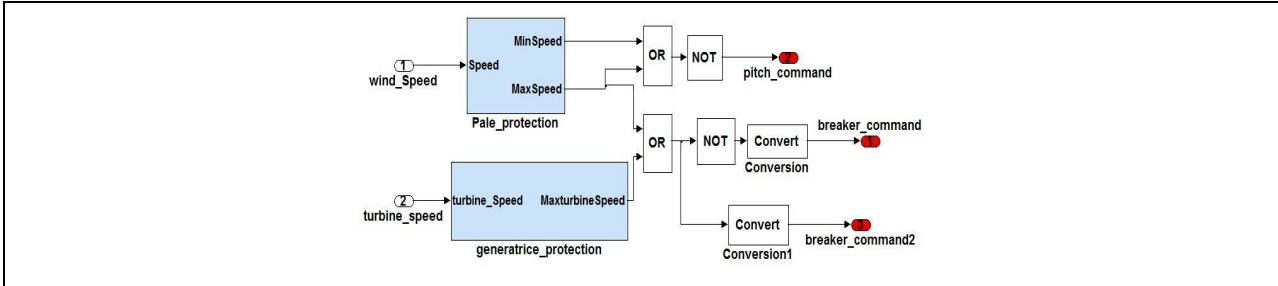 MinSpeed
OR
NOT
2
1
Speed
wind_Speed
pitch_command
MaxSpeed
Pale_protection
breaker_command
OR
NOT
Convert
1
Conversion
2
turbine_Speed
MaxturbineSpeed
turbine_speed
Convert
3
generatrice_protection
Conversion1
breaker_command2